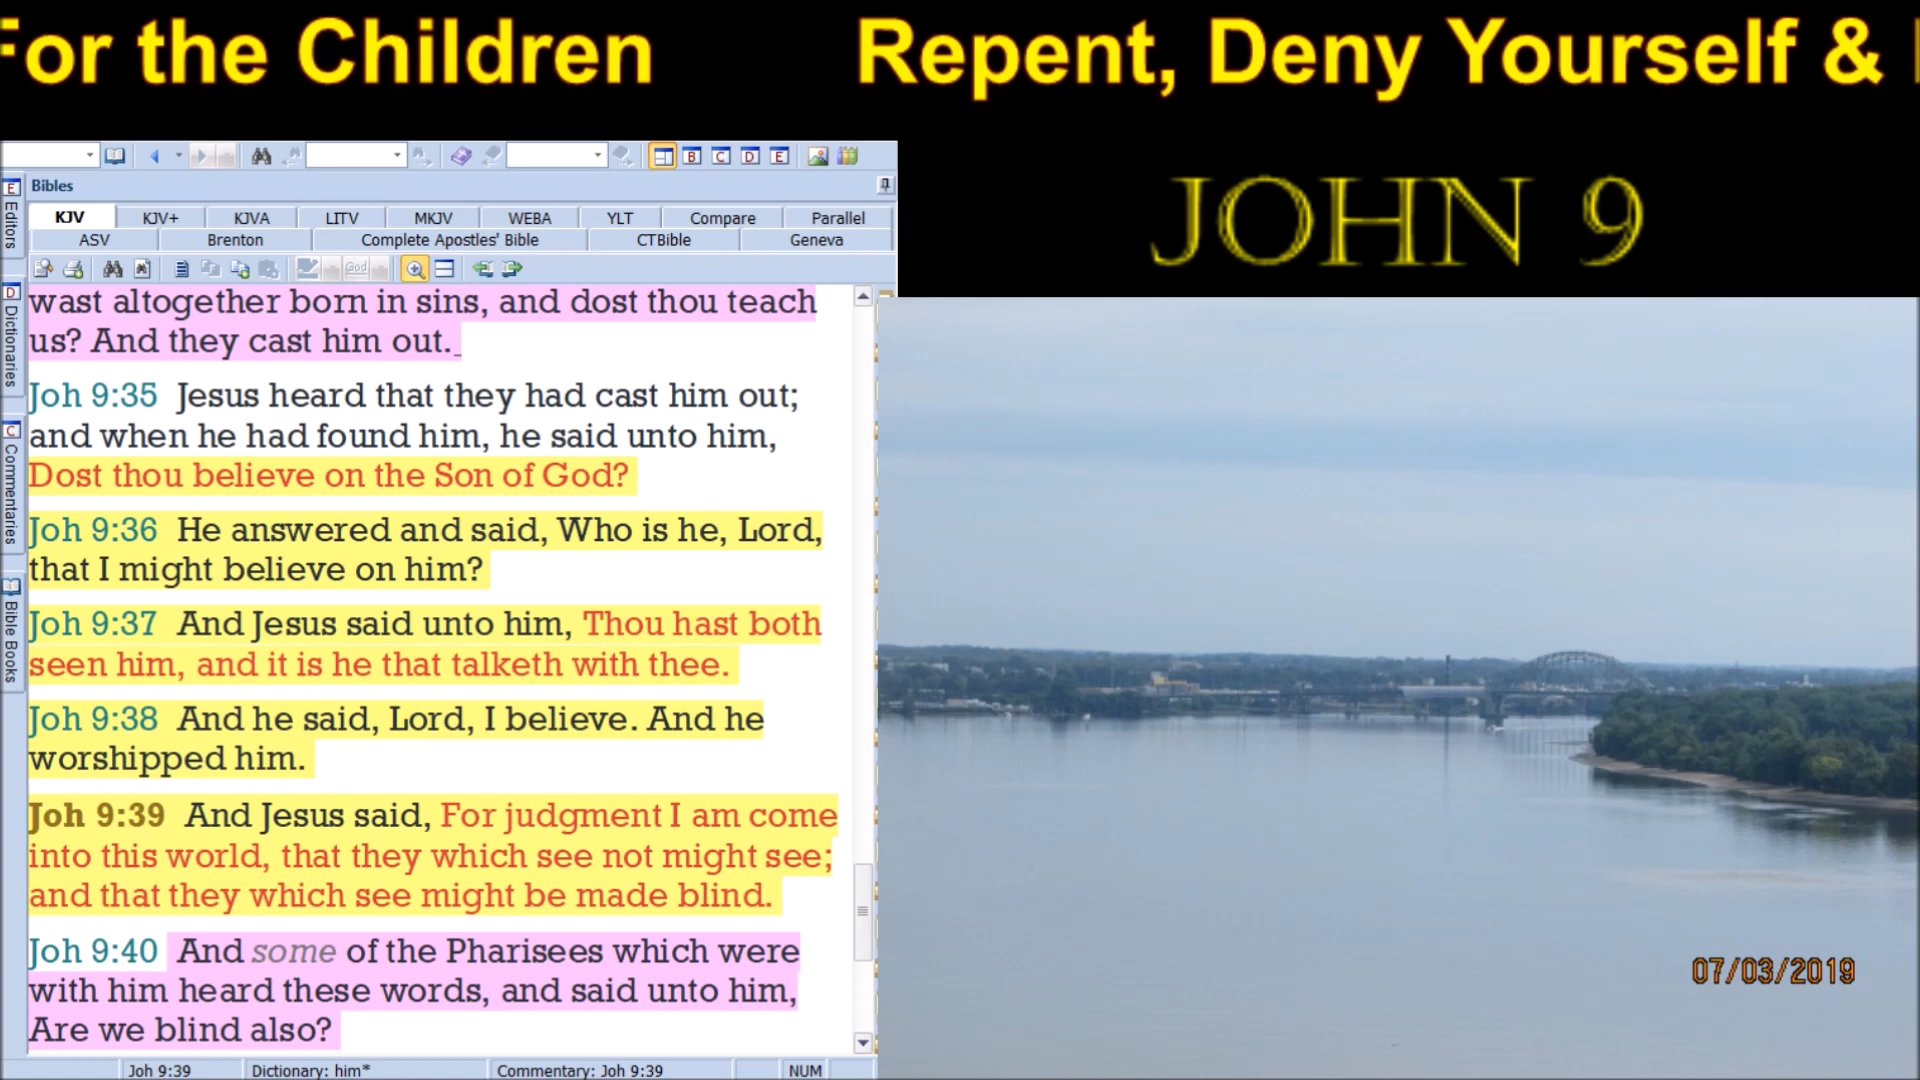 For the Children Repent, Deny Yourself &
JOHN 9
Bibles
KJV KJV+ KJVA LITV MKJV WEBA YLT Compare Parallel
ASV Brenton Complete Apostles' Bible CTBible Geneva
Editors
Dictionaries
Commentaries
Bible Books
wast altogether born in sins, and dost thou teach
us? And they cast him out.
Joh 9:35 Jesus heard that they had cast him out;
and when he had found him, he said unto him,
Dost thou believe on the Son of God?
Joh 9:36 He answered and said, Who is he, Lord,
that I might believe on him?
Joh 9:37 And Jesus said unto him, Thou hast both
seen him, and it is he that talketh with thee.
Joh 9:38 And he said, Lord, I believe. And he
worshipped him.
Joh 9:39 And Jesus said, For judgment I am come
into this world, that they which see not might see;
and that they which see might be made blind.
Joh 9:40 And some of the Pharisees which were
with him heard these words, and said unto him,
Are we blind also?
Joh 9:39 Dictionary: him* Commentary: Joh 9:39 NUM
07/03/2019